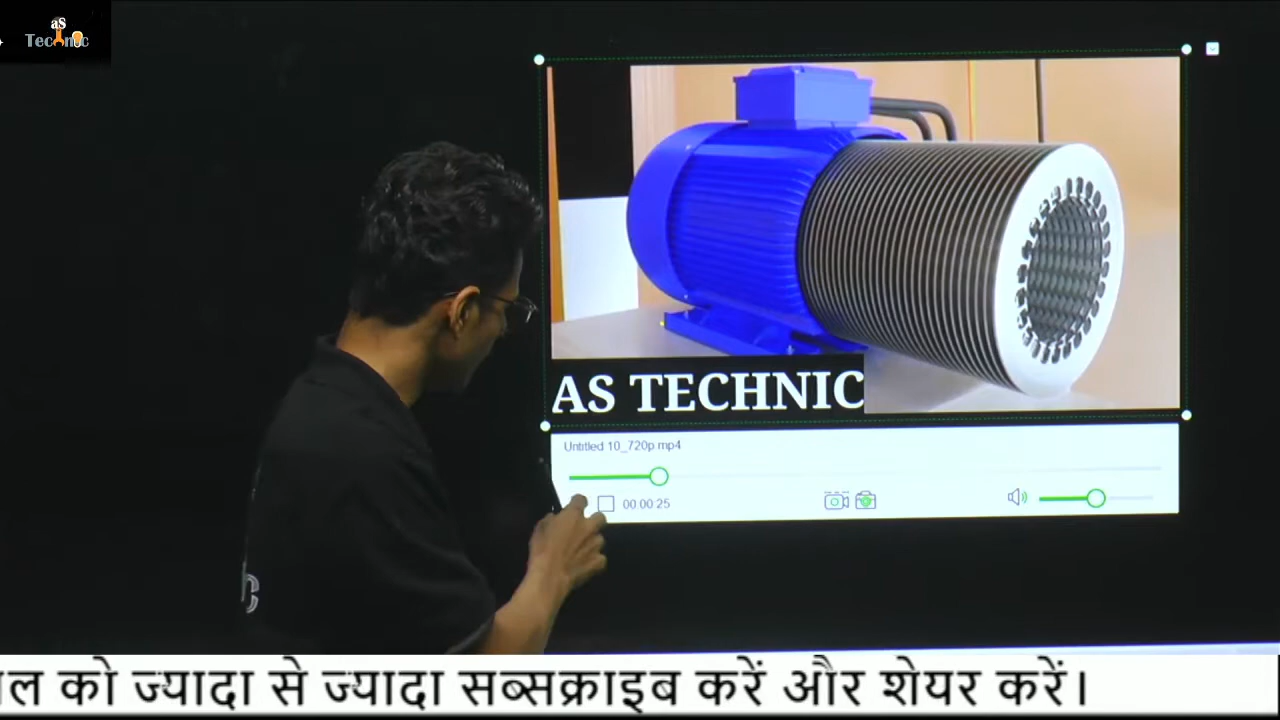 aS
Technic
AS TECHNIC
Untitled 10_720p.mp4
00:00:25
को ज्यादा से ज्यादा सब्सक्राइब करें और शेयर करें।